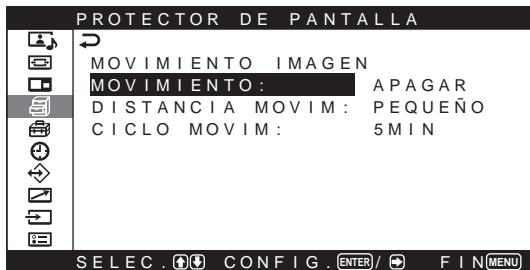 PROTECTOR DE PANTALLA
MOVIMIENTO IMAGEN
MOVIMIENTO: APAGAR
DISTANCIA MOVIM: PEQUEÑO
CICLO MOVIM: 5MIN
SELEC. CONFIG. ENTER/ FIN MENU